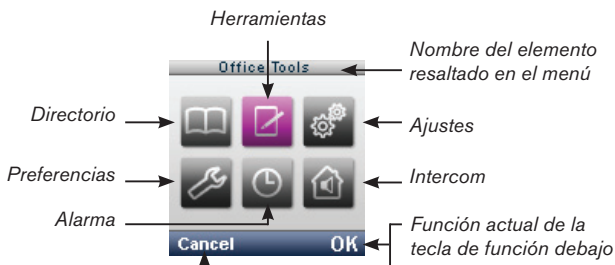 Herramientas
Office Tools
Nombre del elemento
resaltado en el menú
Directorio
Ajustes
Preferencias
Intercom
Alarma
Función actual de la
tecla de función debajo
Cancel
OK